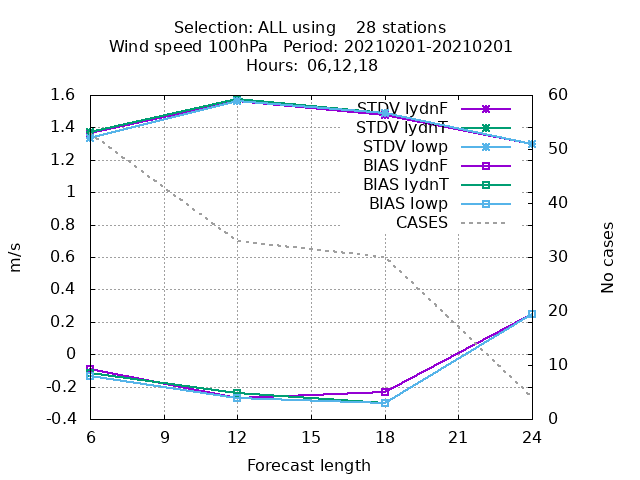 Selection: ALL using    28 stations
Wind speed 100hPa   Period: 20210201-20210201
Hours:  06,12,18
1.6
1.4
1.2
1
0.8
0.6
0.4
0.2
0
-0.2
-0.4
m/s
STDV lydnF
STDV lydnT
STDV lowp
BIAS lydnF
BIAS lydnT
BIAS lowp
CASES
60
50
40
30
20
10
0
No cases
6 9 12 15 18 21 24
Forecast length